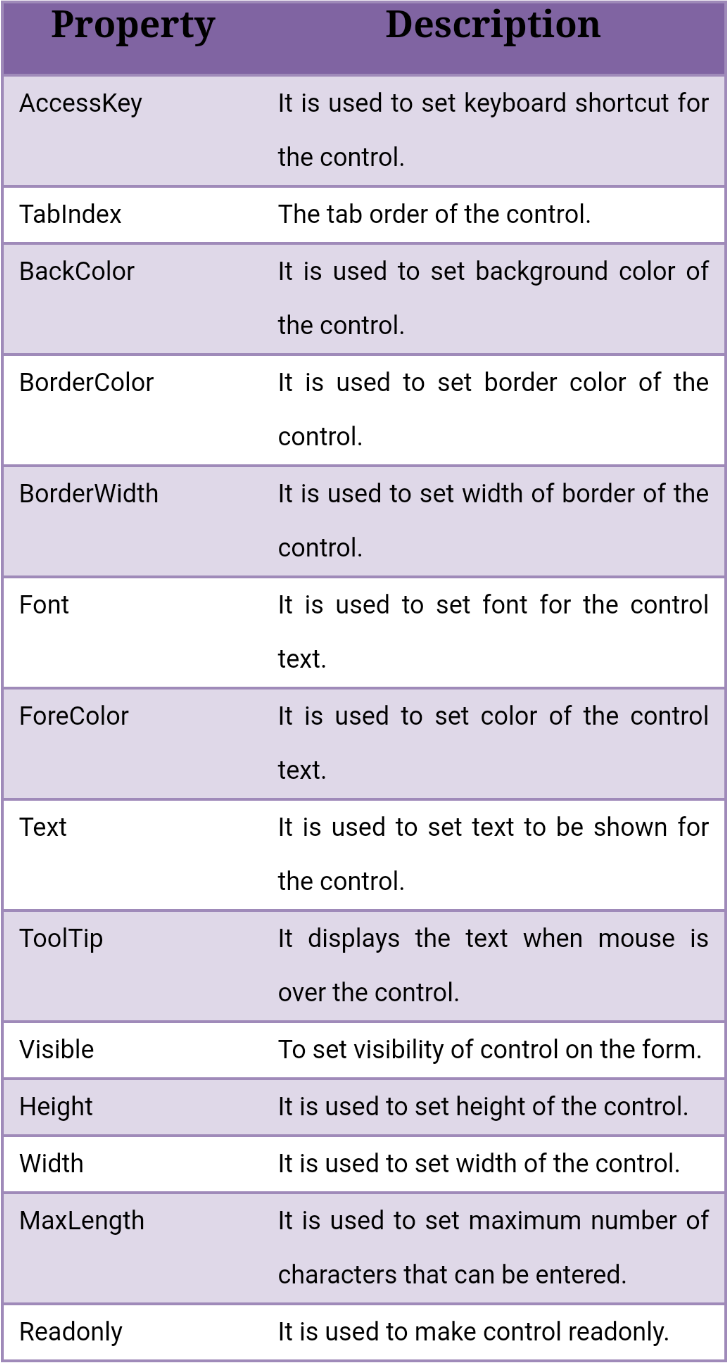 Property Description
AccessKey It is used to set keyboard shortcut for
the control.
TabIndex The tab order of the control.
BackColor It is used to set background color of
the control.
BorderColor It is used to set border color of the
control.
BorderWidth It is used to set width of border of the
control.
Font It is used to set font for the control
text.
ForeColor It is used to set color of the control
text.
Text It is used to set text to be shown for
the control.
ToolTip It displays the text when mouse is
over the control.
Visible To set visibility of control on the form.
Height It is used to set height of the control.
Width It is used to set width of the control.
MaxLength It is used to set maximum number of
characters that can be entered.
Readonly It is used to make control readonly.